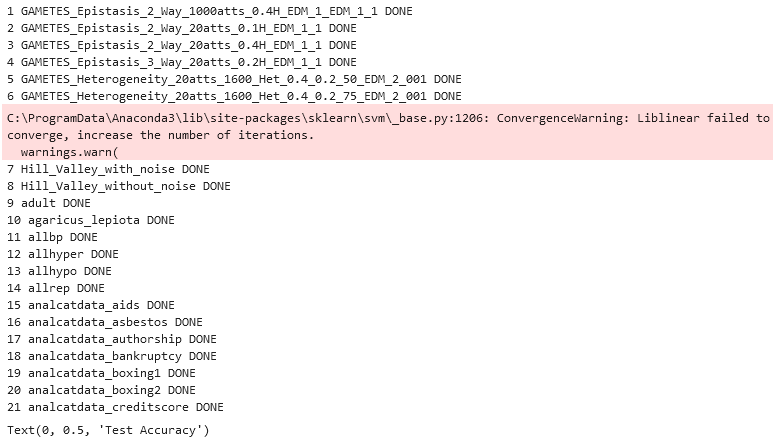 1 GAMETES_Epistasis_2_Way_1000atts_0.4H_EDM_1_EDM_1_1 DONE
2 GAMETES_Epistasis_2_Way_20atts_0.1H_EDM_1_1 DONE
3 GAMETES_Epistasis_2_Way_20atts_0.4H_EDM_1_1 DONE
4 GAMETES_Epistasis_3_Way_20atts_0.2H_EDM_1_1 DONE
5 GAMETES_Heterogeneity_20atts_1600_Het_0.4_0.2_50_EDM_2_001 DONE
6 GAMETES_Heterogeneity_20atts_1600_Het_0.4_0.2_75_EDM_2_001 DONE
C:\ProgramData\Anaconda3\lib\site-packages\sklearn\svm\_base.py:1206: ConvergenceWarning: Liblinear failed to
converge, increase the number of iterations.
  warnings.warn(
7 Hill_Valley_with_noise DONE
8 Hill_Valley_without_noise DONE
9 adult DONE
10 agaricus_lepiota DONE
11 allbp DONE
12 allhyper DONE
13 allhypo DONE
14 allrep DONE
15 analcatdata_aids DONE
16 analcatdata_asbestos DONE
17 analcatdata_authorship DONE
18 analcatdata_bankruptcy DONE
19 analcatdata_boxing1 DONE
20 analcatdata_boxing2 DONE
21 analcatdata_creditscore DONE
Text(0, 0.5, 'Test Accuracy')